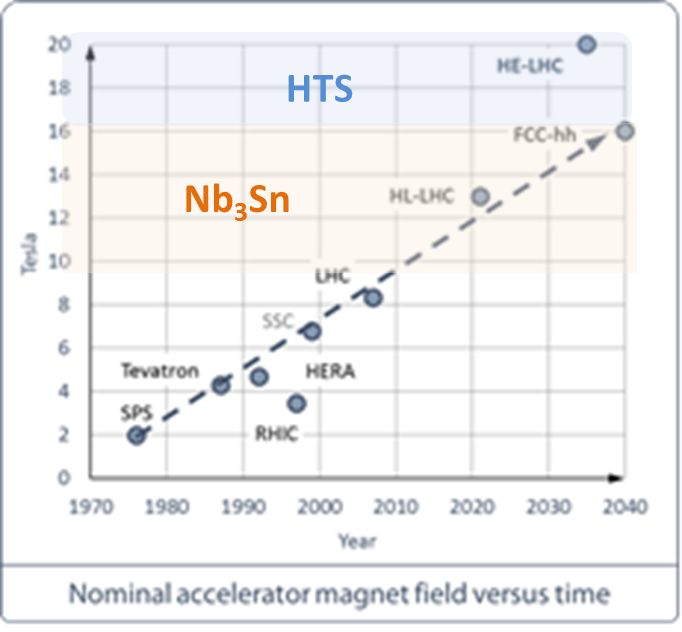 20
18
16
14
12
10
8
6
4
2
0
Tesla
HTS
HE-LHC
FCC-hh
Nb₃Sn
HL-LHC
LHC
SSC
Tevatron
HERA
SPS
RHIC
1970 1980 1990 2000 2010 2020 2030 2040
Year
Nominal accelerator magnet field versus time